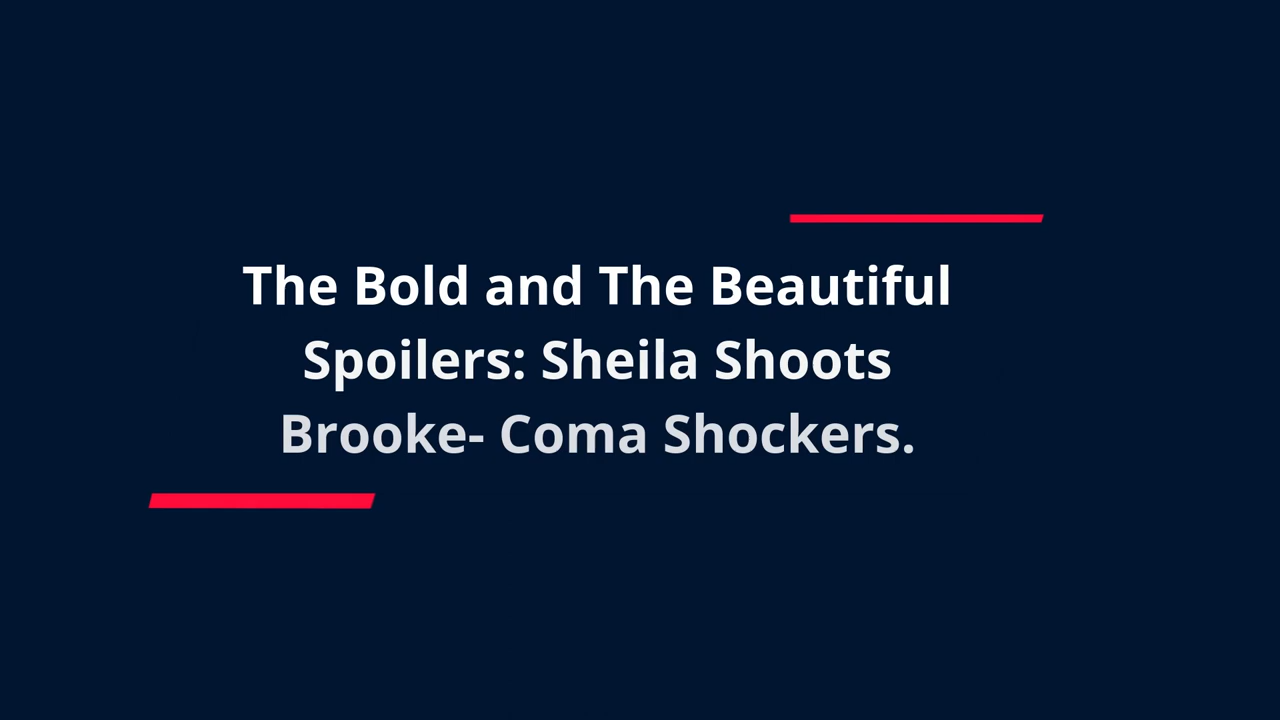 The Bold and The Beautiful
Spoilers: Sheila Shoots
Brooke- Coma Shockers.